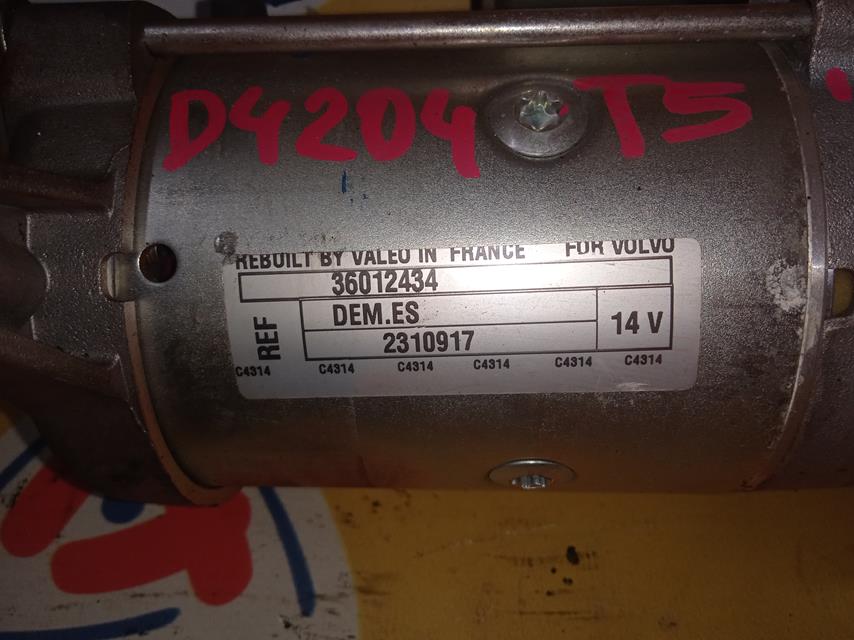 D4204 T5
REBUILT BY VALEO IN FRANCE FOR VOLVO
36012434
DEM.ES
REF
2310917
14 V
C4314 C4314 C4314 C4314 C4314 C4314